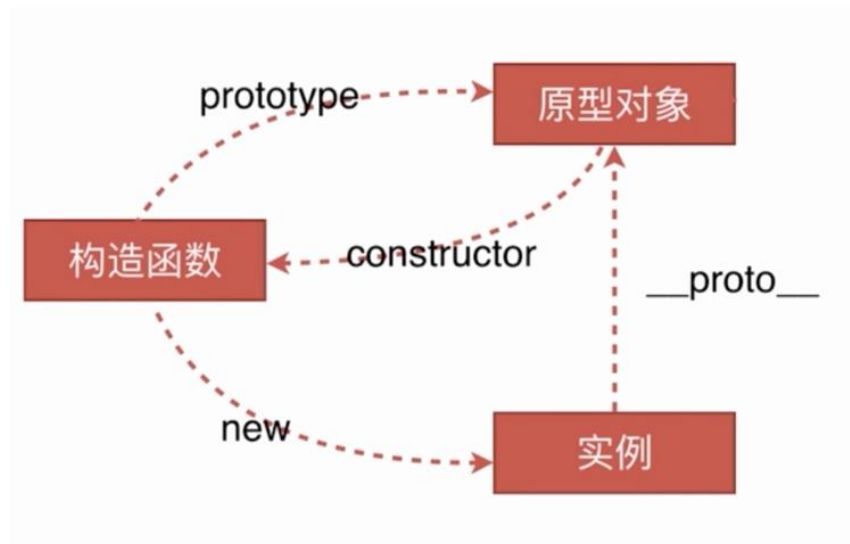 prototype
原型对象
构造函数
constructor
__proto__
new
实例